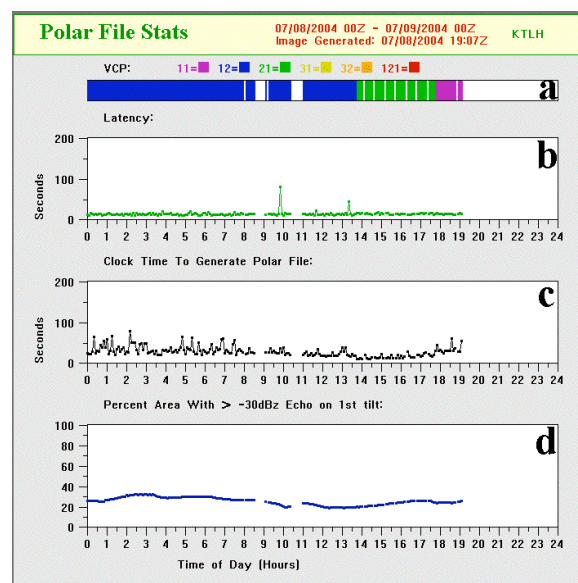 Polar File Stats
07/08/2004 00Z - 07/09/2004 00Z
Image Generated: 07/08/2004 19:07Z
KTLH
VCP: 11= 12= 21= 31= 32= 121=
a
Latency:
b
200
100
0
Seconds
0 1 2 3 4 5 6 7 8 9 10 11 12 13 14 15 16 17 18 19 20 21 22 23 24
Clock Time To Generate Polar File:
c
200
100
0
Seconds
0 1 2 3 4 5 6 7 8 9 10 11 12 13 14 15 16 17 18 19 20 21 22 23 24
Percent Area With > -30dBz Echo on 1st tilt:
d
100
80
60
40
20
0
0 1 2 3 4 5 6 7 8 9 10 11 12 13 14 15 16 17 18 19 20 21 22 23 24
Time of Day (Hours)